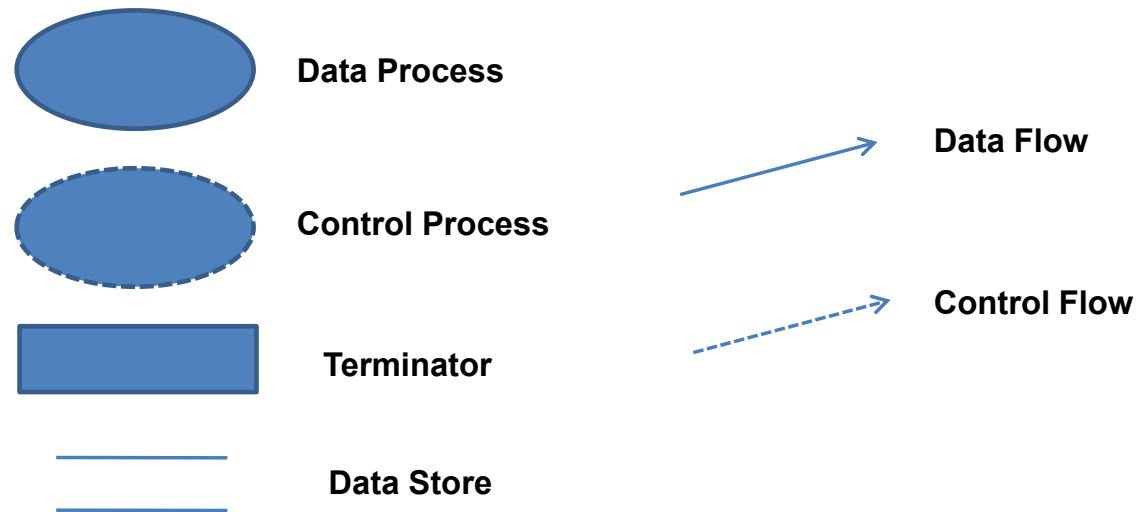 Data Process
Data Flow
Control Process
Control Flow
Terminator
Data Store